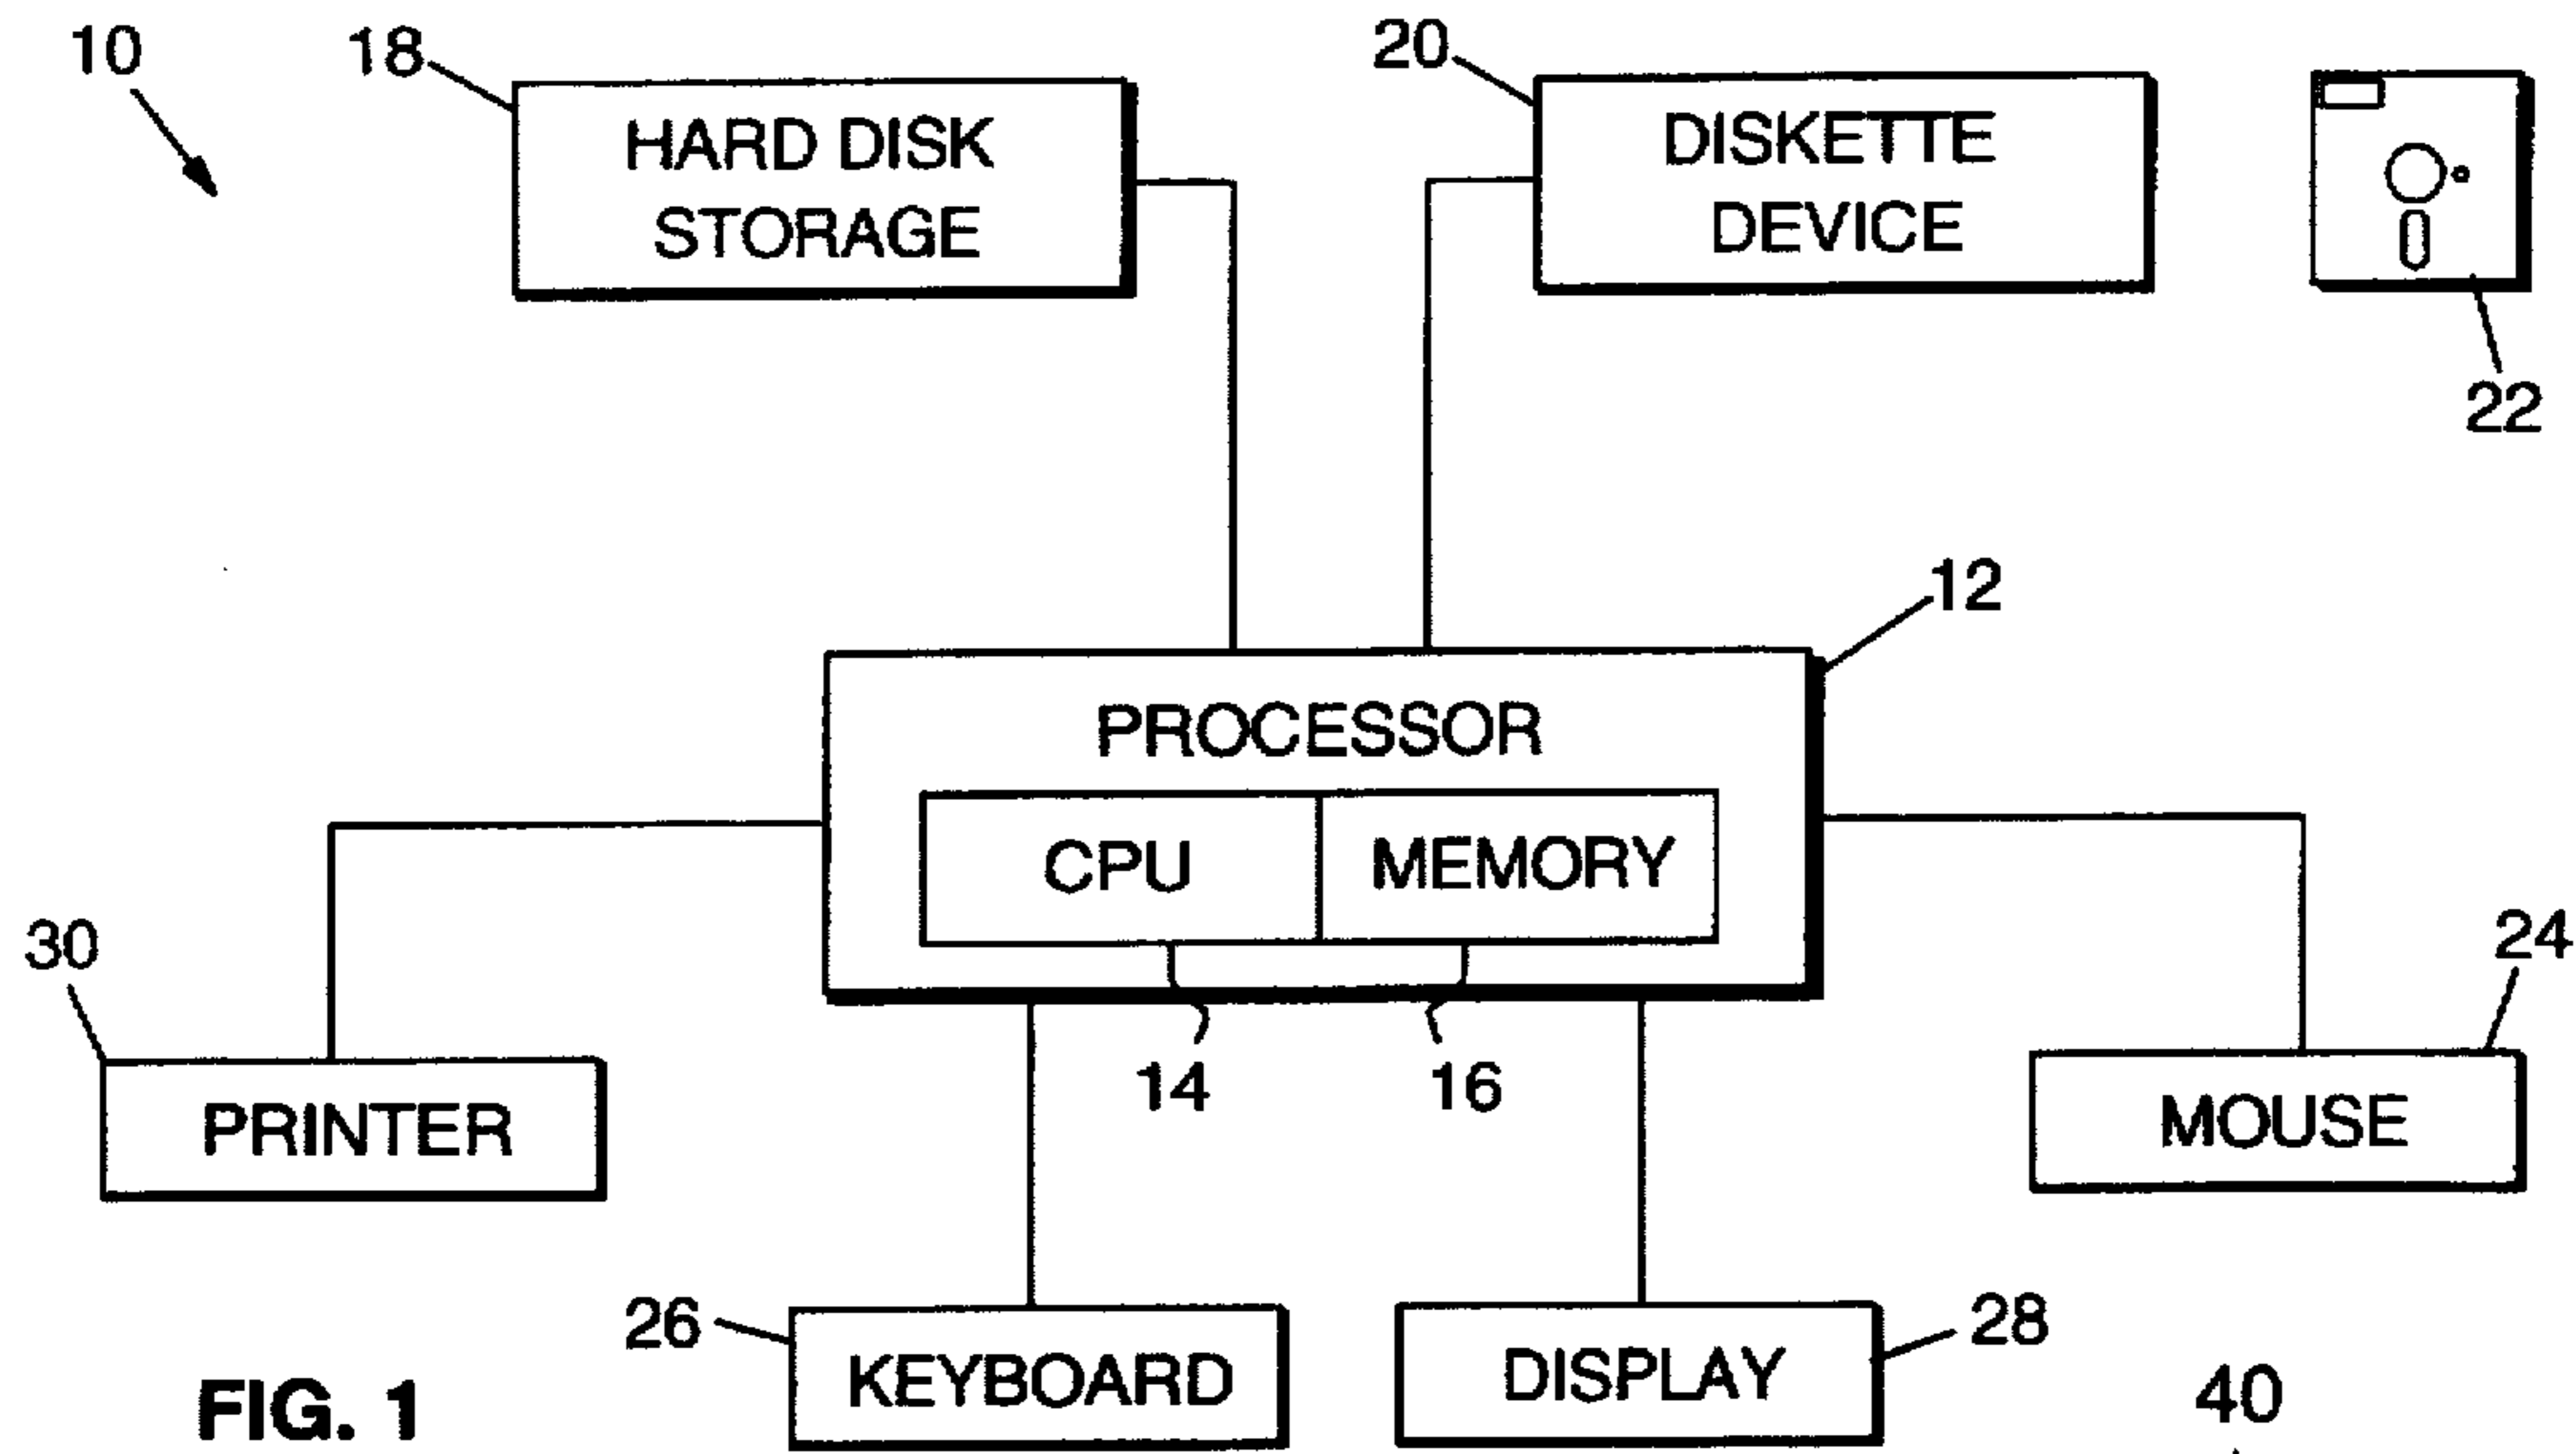 10
18
HARD DISK
STORAGE
20
DISKETTE
DEVICE
22
12
PROCESSOR
CPU
MEMORY
14
16
30
PRINTER
24
MOUSE
26
KEYBOARD
28
DISPLAY
FIG. 1
40